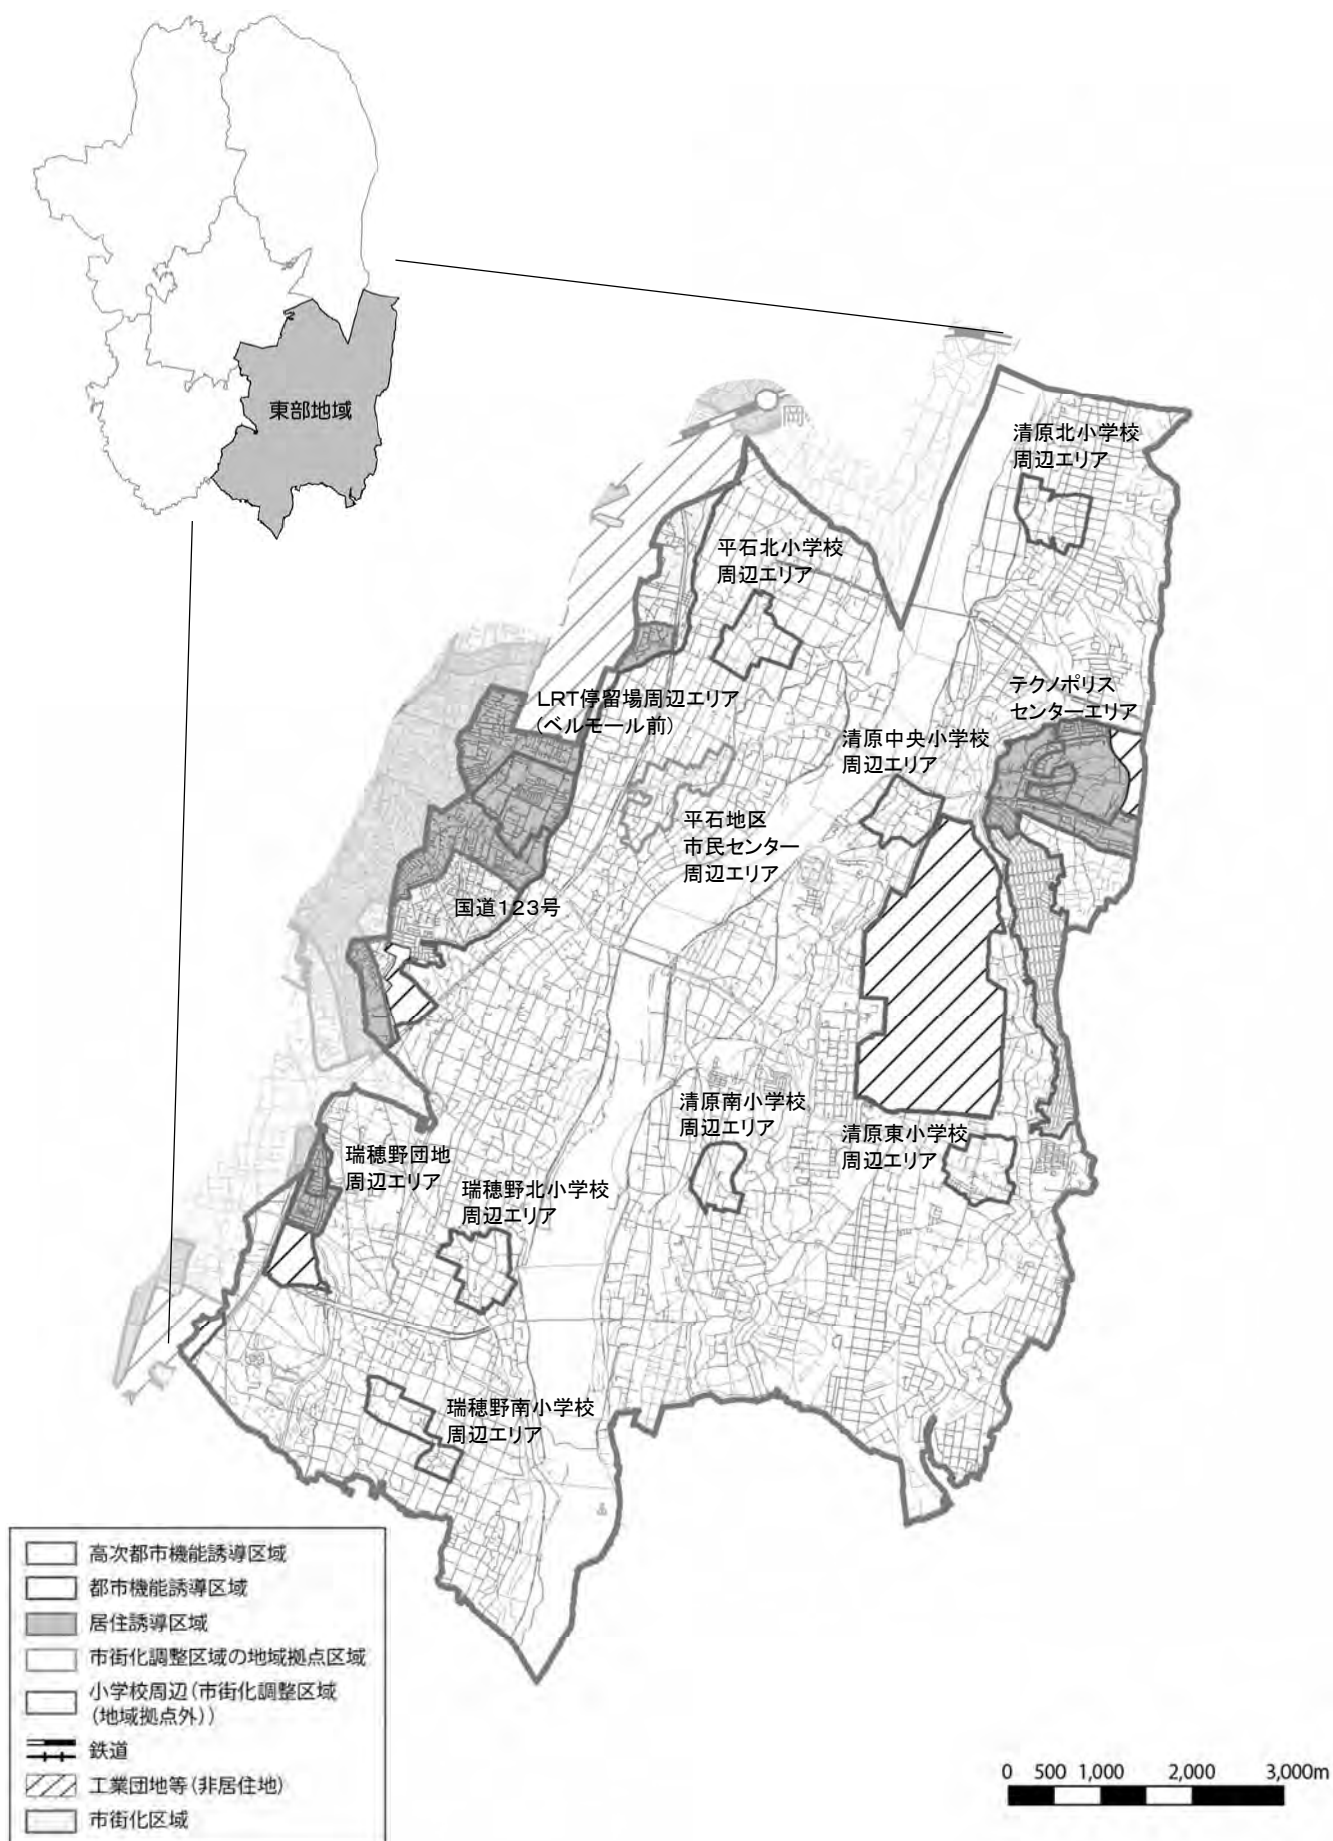 東部地域
岡
清原北小学校
周辺エリア
平石北小学校
周辺エリア
LRT停留場周辺エリア
(ベルモール前)
テクノポリス
センターエリア
清原中央小学校
周辺エリア
平石地区
市民センター
周辺エリア
国道123号
清原南小学校
周辺エリア
清原東小学校
周辺エリア
瑞穂野団地
周辺エリア
瑞穂野北小学校
周辺エリア
瑞穂野南小学校
周辺エリア
高次都市機能誘導区域
都市機能誘導区域
居住誘導区域
市街化調整区域の地域拠点区域
小学校周辺(市街化調整区域
(地域拠点外))
鉄道
工業団地等(非居住地)
市街化区域
0 500 1,000 2,000 3,000m